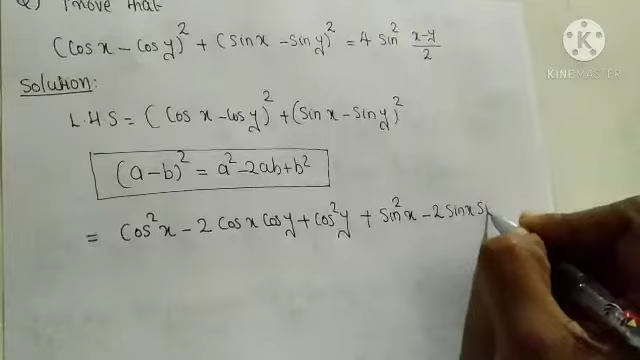 Q) Prove that
(Cos x - Cos y)² + (Sin x - Sin y)² = 4 Sin² x-y/2
Solution:
L.H.S = (Cos x - Cos y)² + (Sin x - Sin y)²
(a-b)² = a² - 2ab + b²
= Cos²x - 2 Cos x Cos y + Cos²y + Sin²x - 2 Sin x S
KINEMASTER